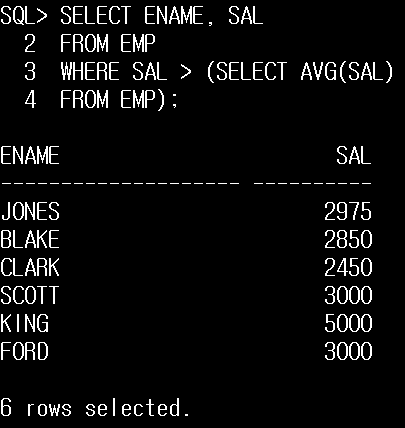 SQL> SELECT ENAME, SAL
2 FROM EMP
3 WHERE SAL > (SELECT AVG(SAL)
4 FROM EMP);
ENAME SAL
-------------------- ----------
JONES 2975
BLAKE 2850
CLARK 2450
SCOTT 3000
KING 5000
FORD 3000
6 rows selected.